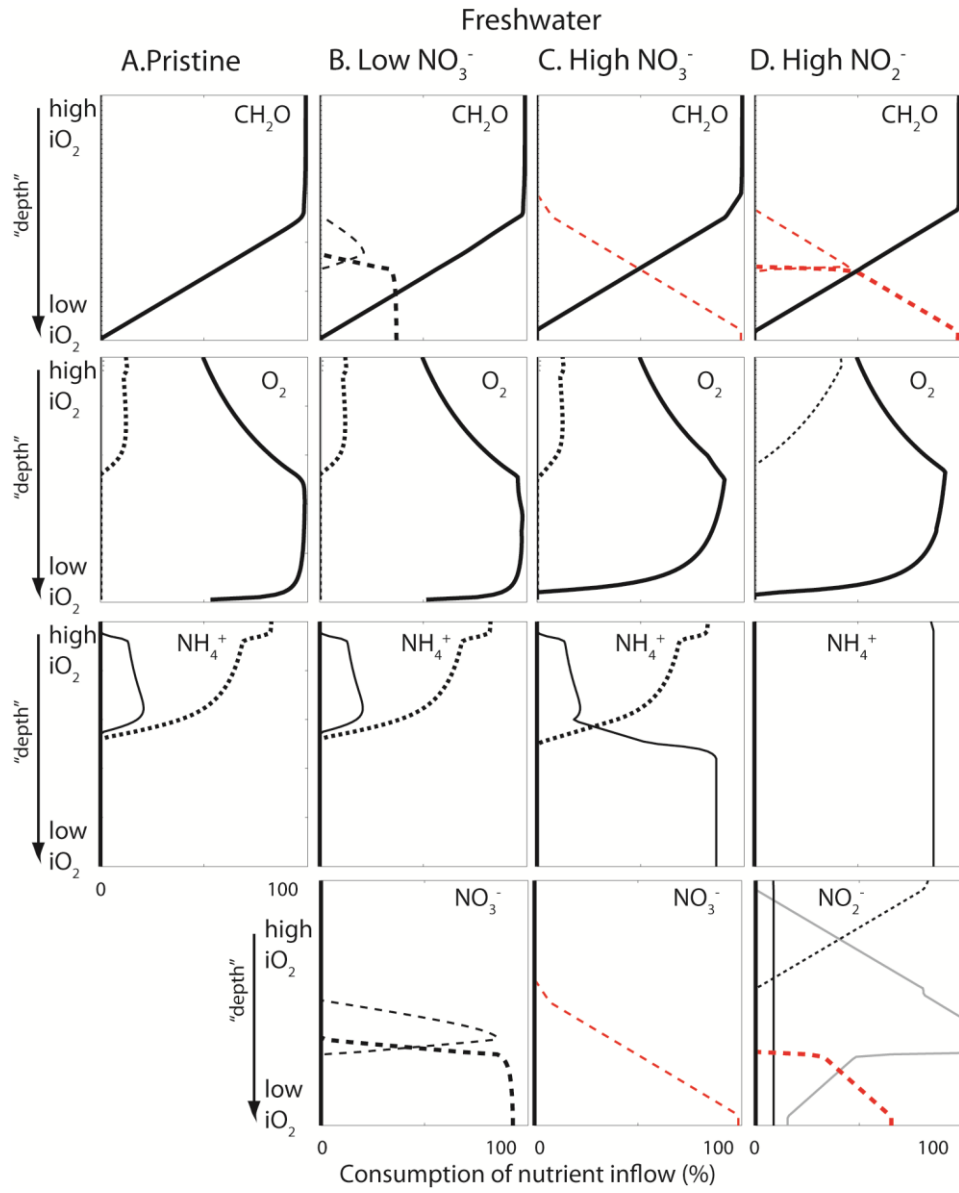 Freshwater
A.Pristine
B. Low NO₃⁻
C. High NO₃⁻
D. High NO₂⁻
high
iO₂
"depth"
low
iO₂
CH₂O
CH₂O
CH₂O
CH₂O
high
iO₂
"depth"
low
iO₂
O₂
O₂
O₂
O₂
high
iO₂
"depth"
low
iO₂
NH₄⁺
NH₄⁺
NH₄⁺
NH₄⁺
0
100
high
iO₂
"depth"
low
iO₂
NO₃⁻
NO₃⁻
NO₂⁻
0
100
0
100
0
100
Consumption of nutrient inflow (%)